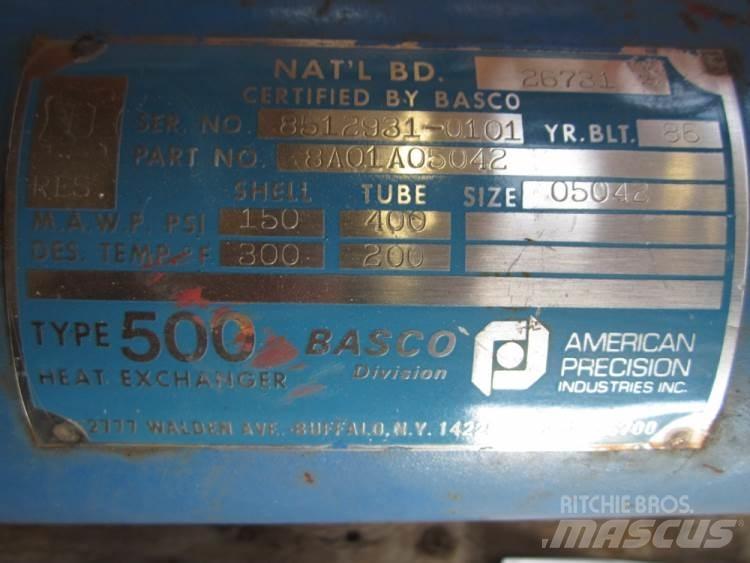 NAT'L BD. 26731
CERTIFIED BY BASCO
SER. NO. 8512931-0101 YR. BLT. 86
PART NO. 8A01A05042
RES.
SHELL TUBE SIZE 05042
M.A.W.P. PSI 150 400
DES. TEMP. °F 300 200
TYPE 500
HEAT EXCHANGER
BASCO
Division
AMERICAN
PRECISION
INDUSTRIES INC.
2777 WALDEN AVE. BUFFALO, N.Y.
RITCHIE BROS.
MASCUS